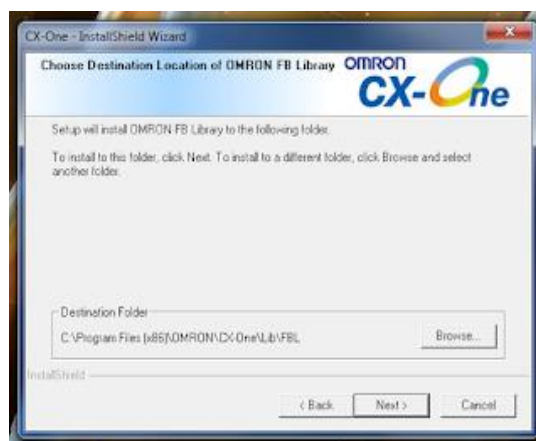 CX-One - InstallShield Wizard
Choose Destination Location of OMRON FB Library
OMRON
CX-One
Setup will install OMRON FB Library to the following folder.
To install to this folder, click Next. To install to a different folder, click Browse and select
another folder.
Destination Folder
C:\Program Files (x86)\OMRON\CX-One\Lib\FBL
Browse...
InstallShield
< Back
Next >
Cancel